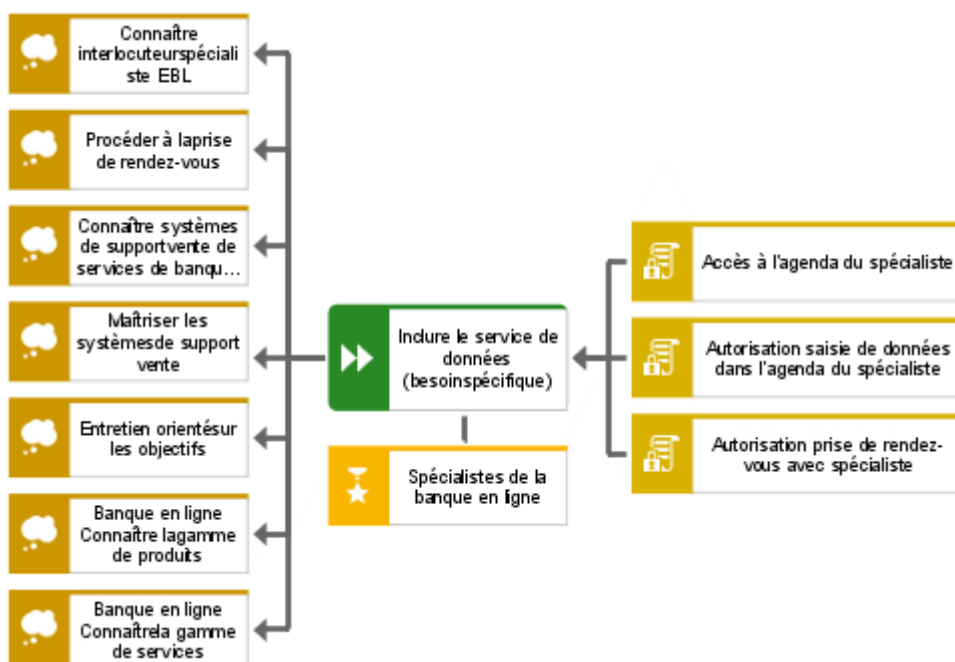 Connaître
interlocuteurspéciali
ste EBL
Procéder à laprise
de rendez-vous
Connaître systèmes
de supportvente de
services de banqu...
Maîtriser les
systèmesde support
vente
Entretien orientésur
les objectifs
Banque en ligne
Connaître lagamme
de produits
Banque en ligne
Connaîtrela gamme
de services
Inclure le service de
données
(besoinspécifique)
Spécialistes de la
banque en ligne
Accès à l'agenda du spécialiste
Autorisation saisie de données
dans l'agenda du spécialiste
Autorisation prise de rendez-
vous avec spécialiste